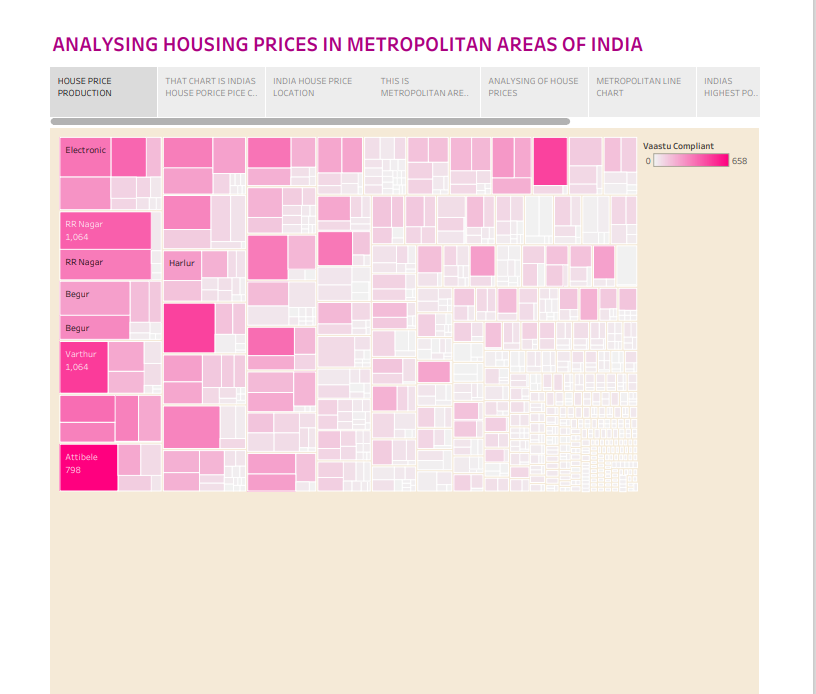 ANALYSING HOUSING PRICES IN METROPOLITAN AREAS OF INDIA
HOUSE PRICE
PRODUCTION
THAT CHART IS INDIAS
HOUSE PORICE PICE C..
INDIA HOUSE PRICE
LOCATION
THIS IS
METROPOLITAN ARE..
ANALYSING OF HOUSE
PRICES
METROPOLITAN LINE
CHART
INDIAS
HIGHEST PO..
Electronic
RR Nagar
1,064
RR Nagar
Harlur
Begur
Begur
Varthur
1,064
Attibele
798
Vaastu Compliant
0
658